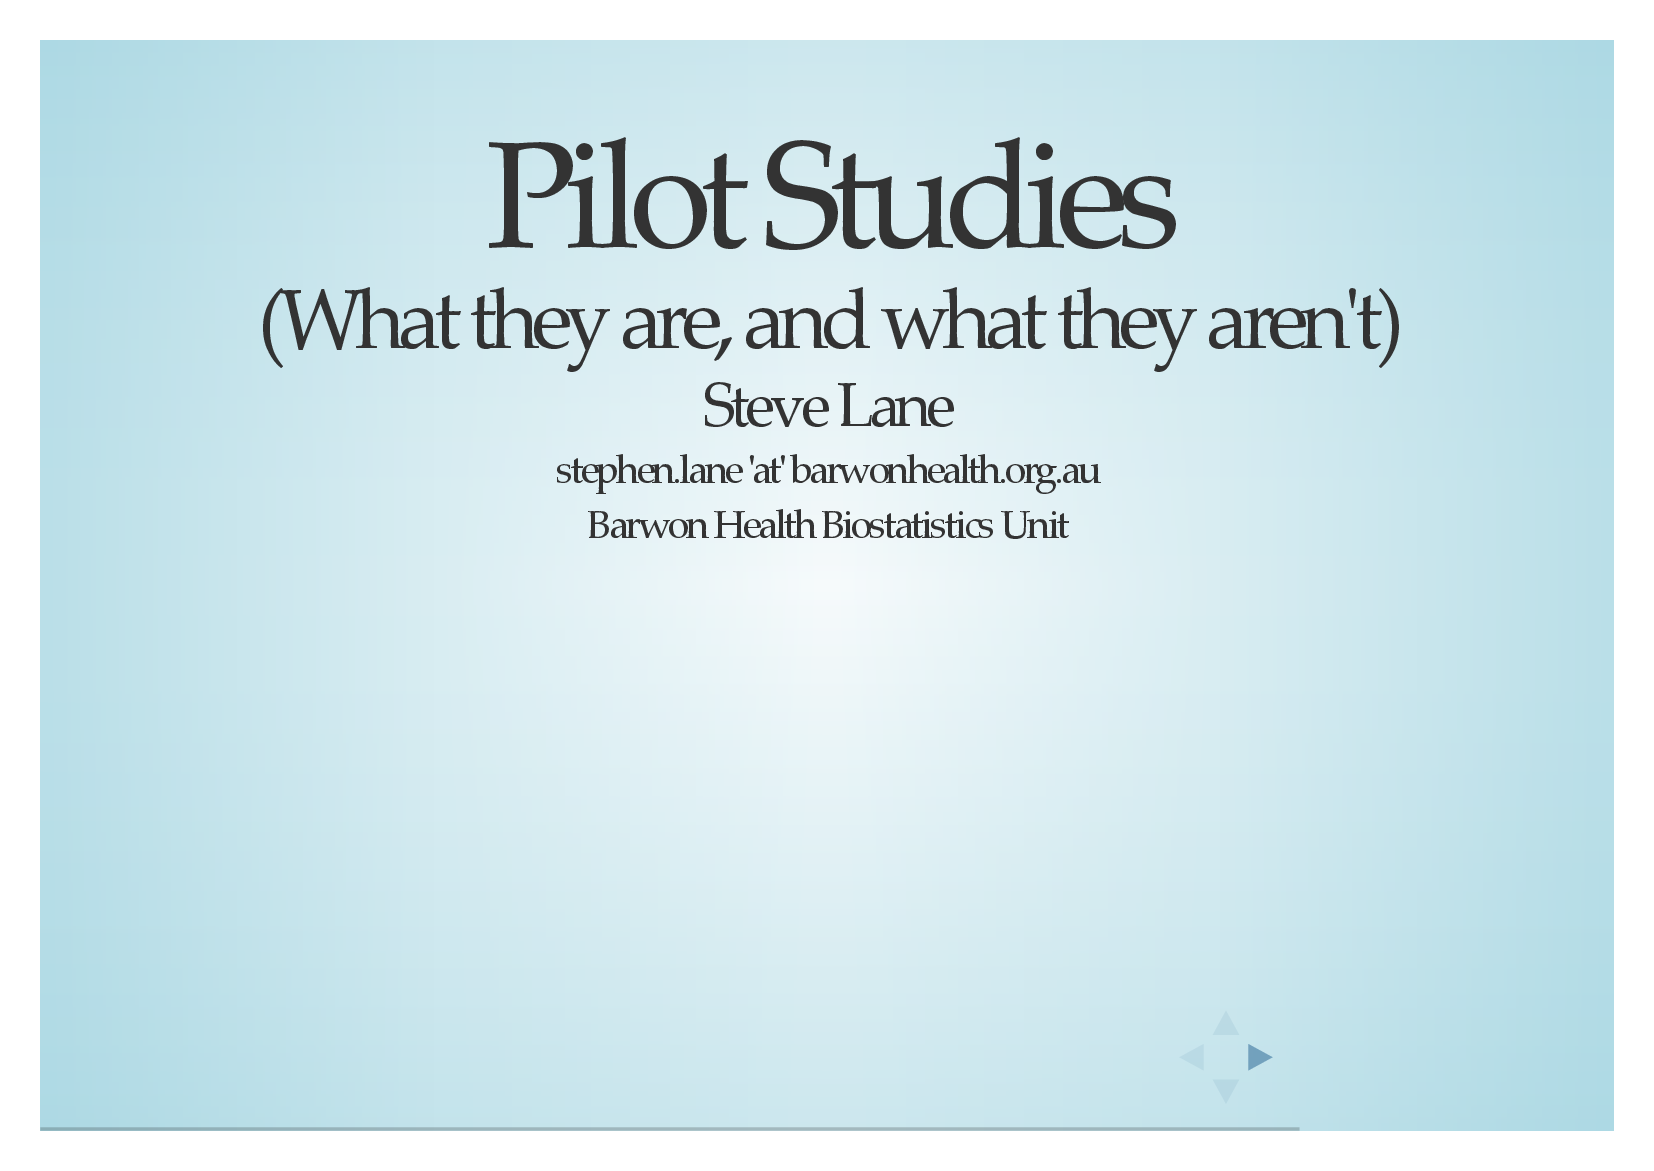 Pilot Studies
(What they are, and what they aren't)
Steve Lane
stephen.lane 'at' barwonhealth.org.au
Barwon Health Biostatistics Unit